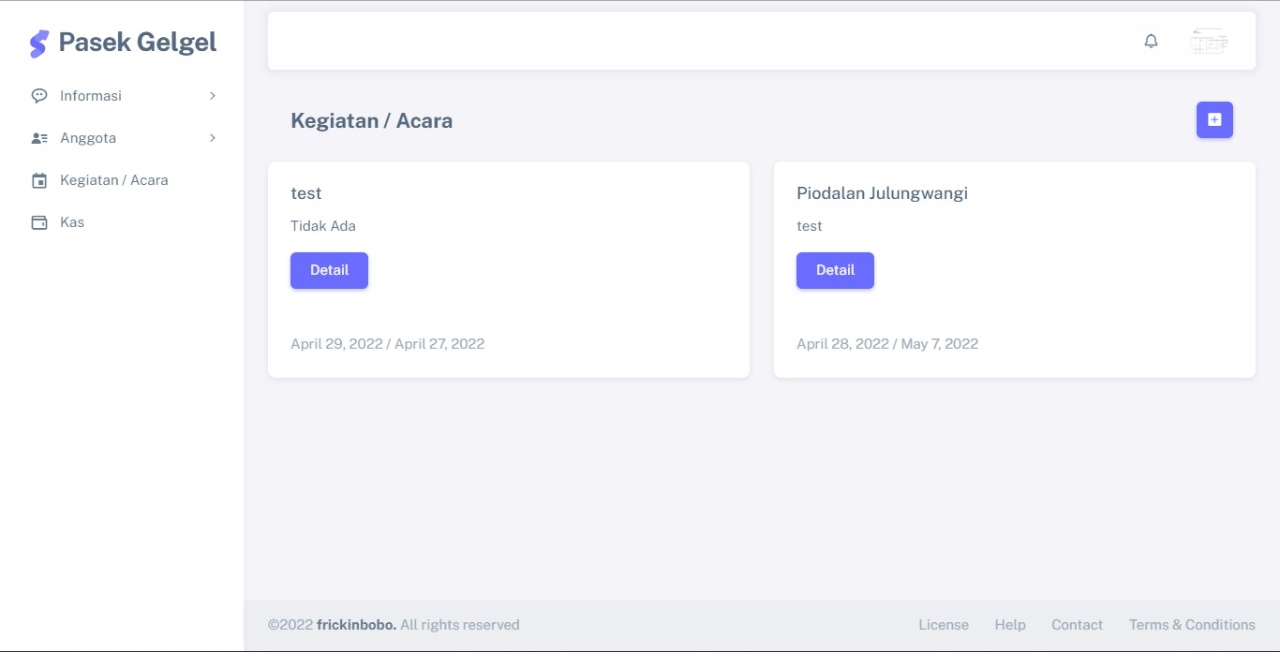 Pasek Gelgel
Informasi
Anggota
Kegiatan / Acara
Kas
Kegiatan / Acara
test
Tidak Ada
Detail
April 29, 2022 / April 27, 2022
Piodalan Julungwangi
test
Detail
April 28, 2022 / May 7, 2022
©2022 frickinbobo. All rights reserved
License Help Contact Terms & Conditions